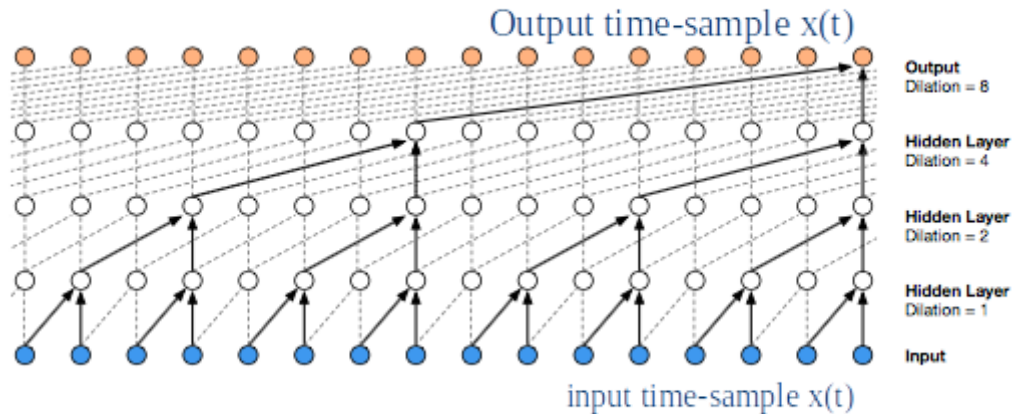 Output time-sample x(t)
Output
Dilation = 8
Hidden Layer
Dilation = 4
Hidden Layer
Dilation = 2
Hidden Layer
Dilation = 1
Input
input time-sample x(t)